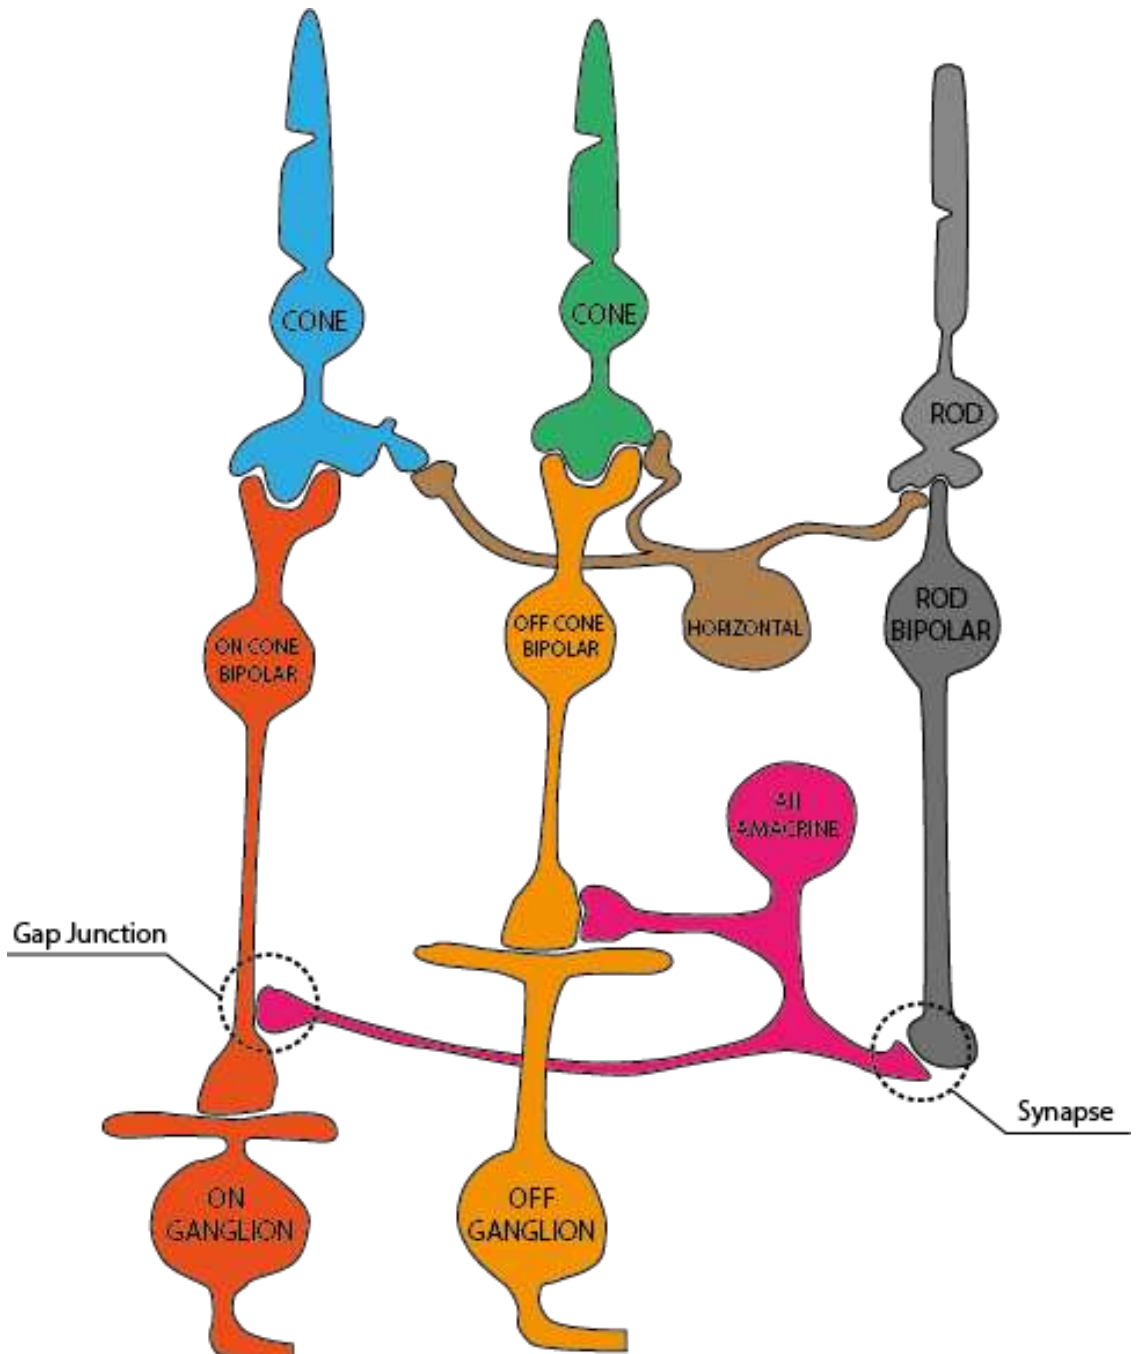 CONE
CONE
ROD
ON CONE
BIPOLAR
OFF CONE
BIPOLAR
HORIZONTAL
ROD
BIPOLAR
AII
AMACRINE
Gap Junction
Synapse
ON
GANGLION
OFF
GANGLION